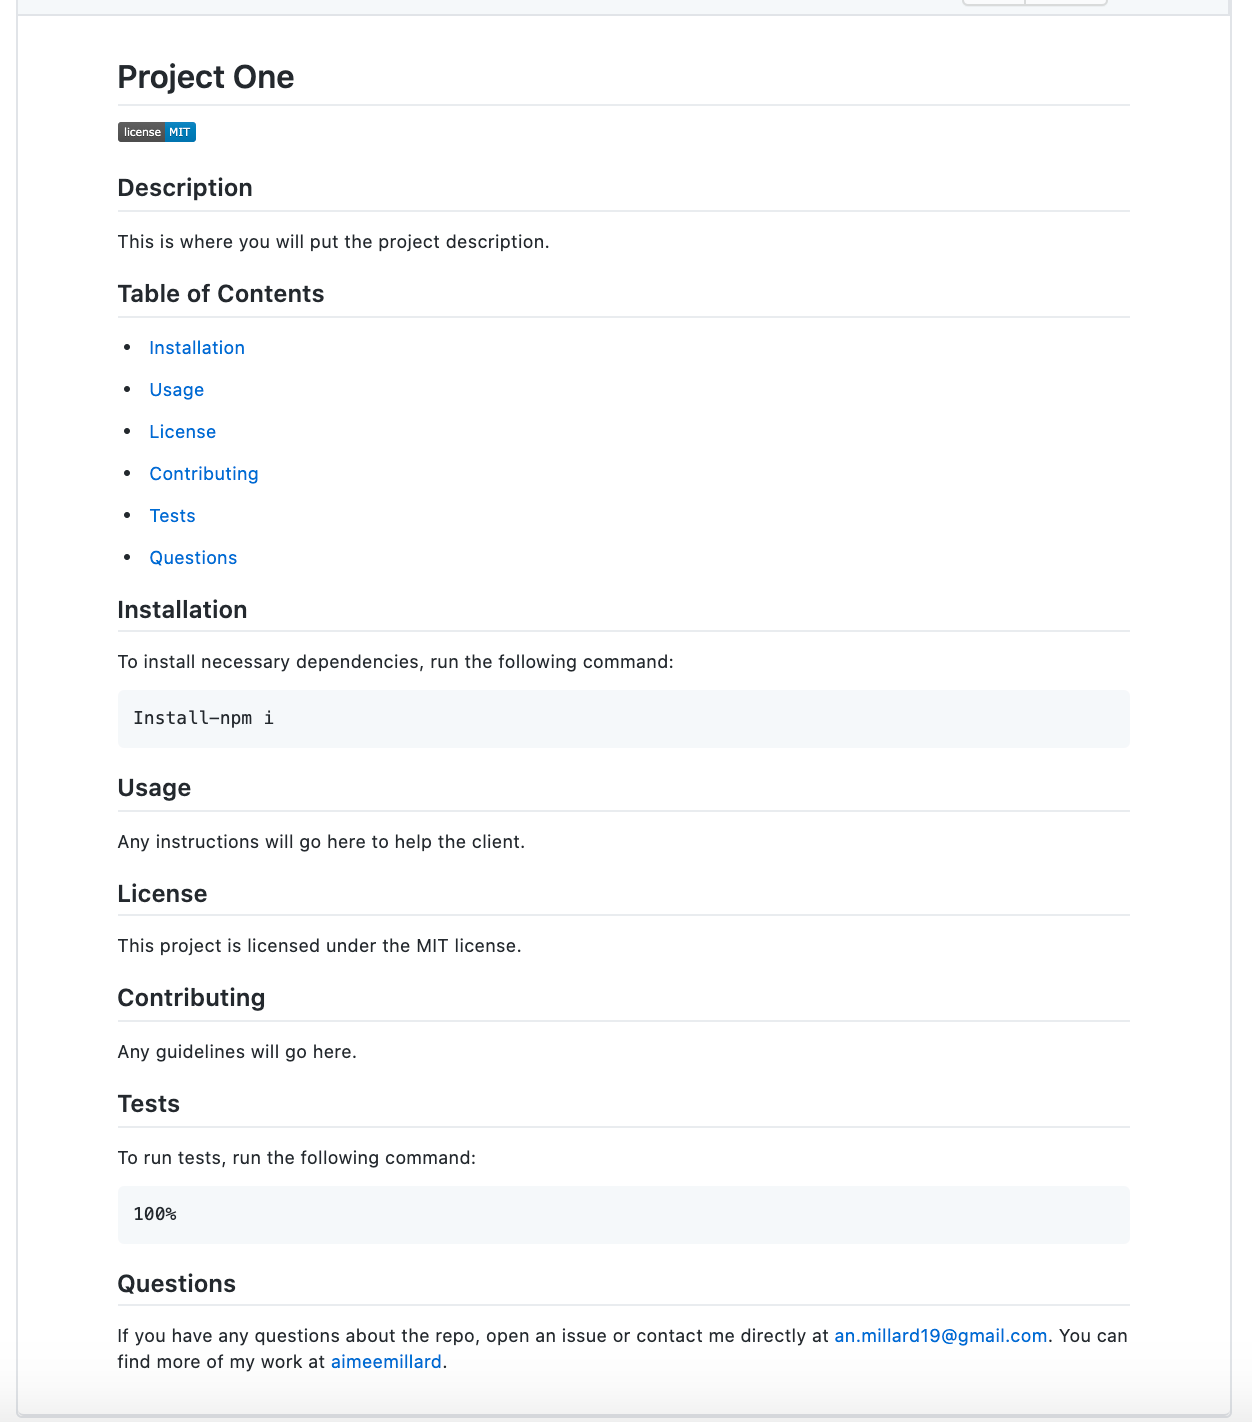 Project One
license MIT
Description
This is where you will put the project description.
Table of Contents
• Installation
• Usage
• License
• Contributing
• Tests
• Questions
Installation
To install necessary dependencies, run the following command:
Install-npm i
Usage
Any instructions will go here to help the client.
License
This project is licensed under the MIT license.
Contributing
Any guidelines will go here.
Tests
To run tests, run the following command:
100%
Questions
If you have any questions about the repo, open an issue or contact me directly at an.millard19@gmail.com. You can
find more of my work at aimeemillard.